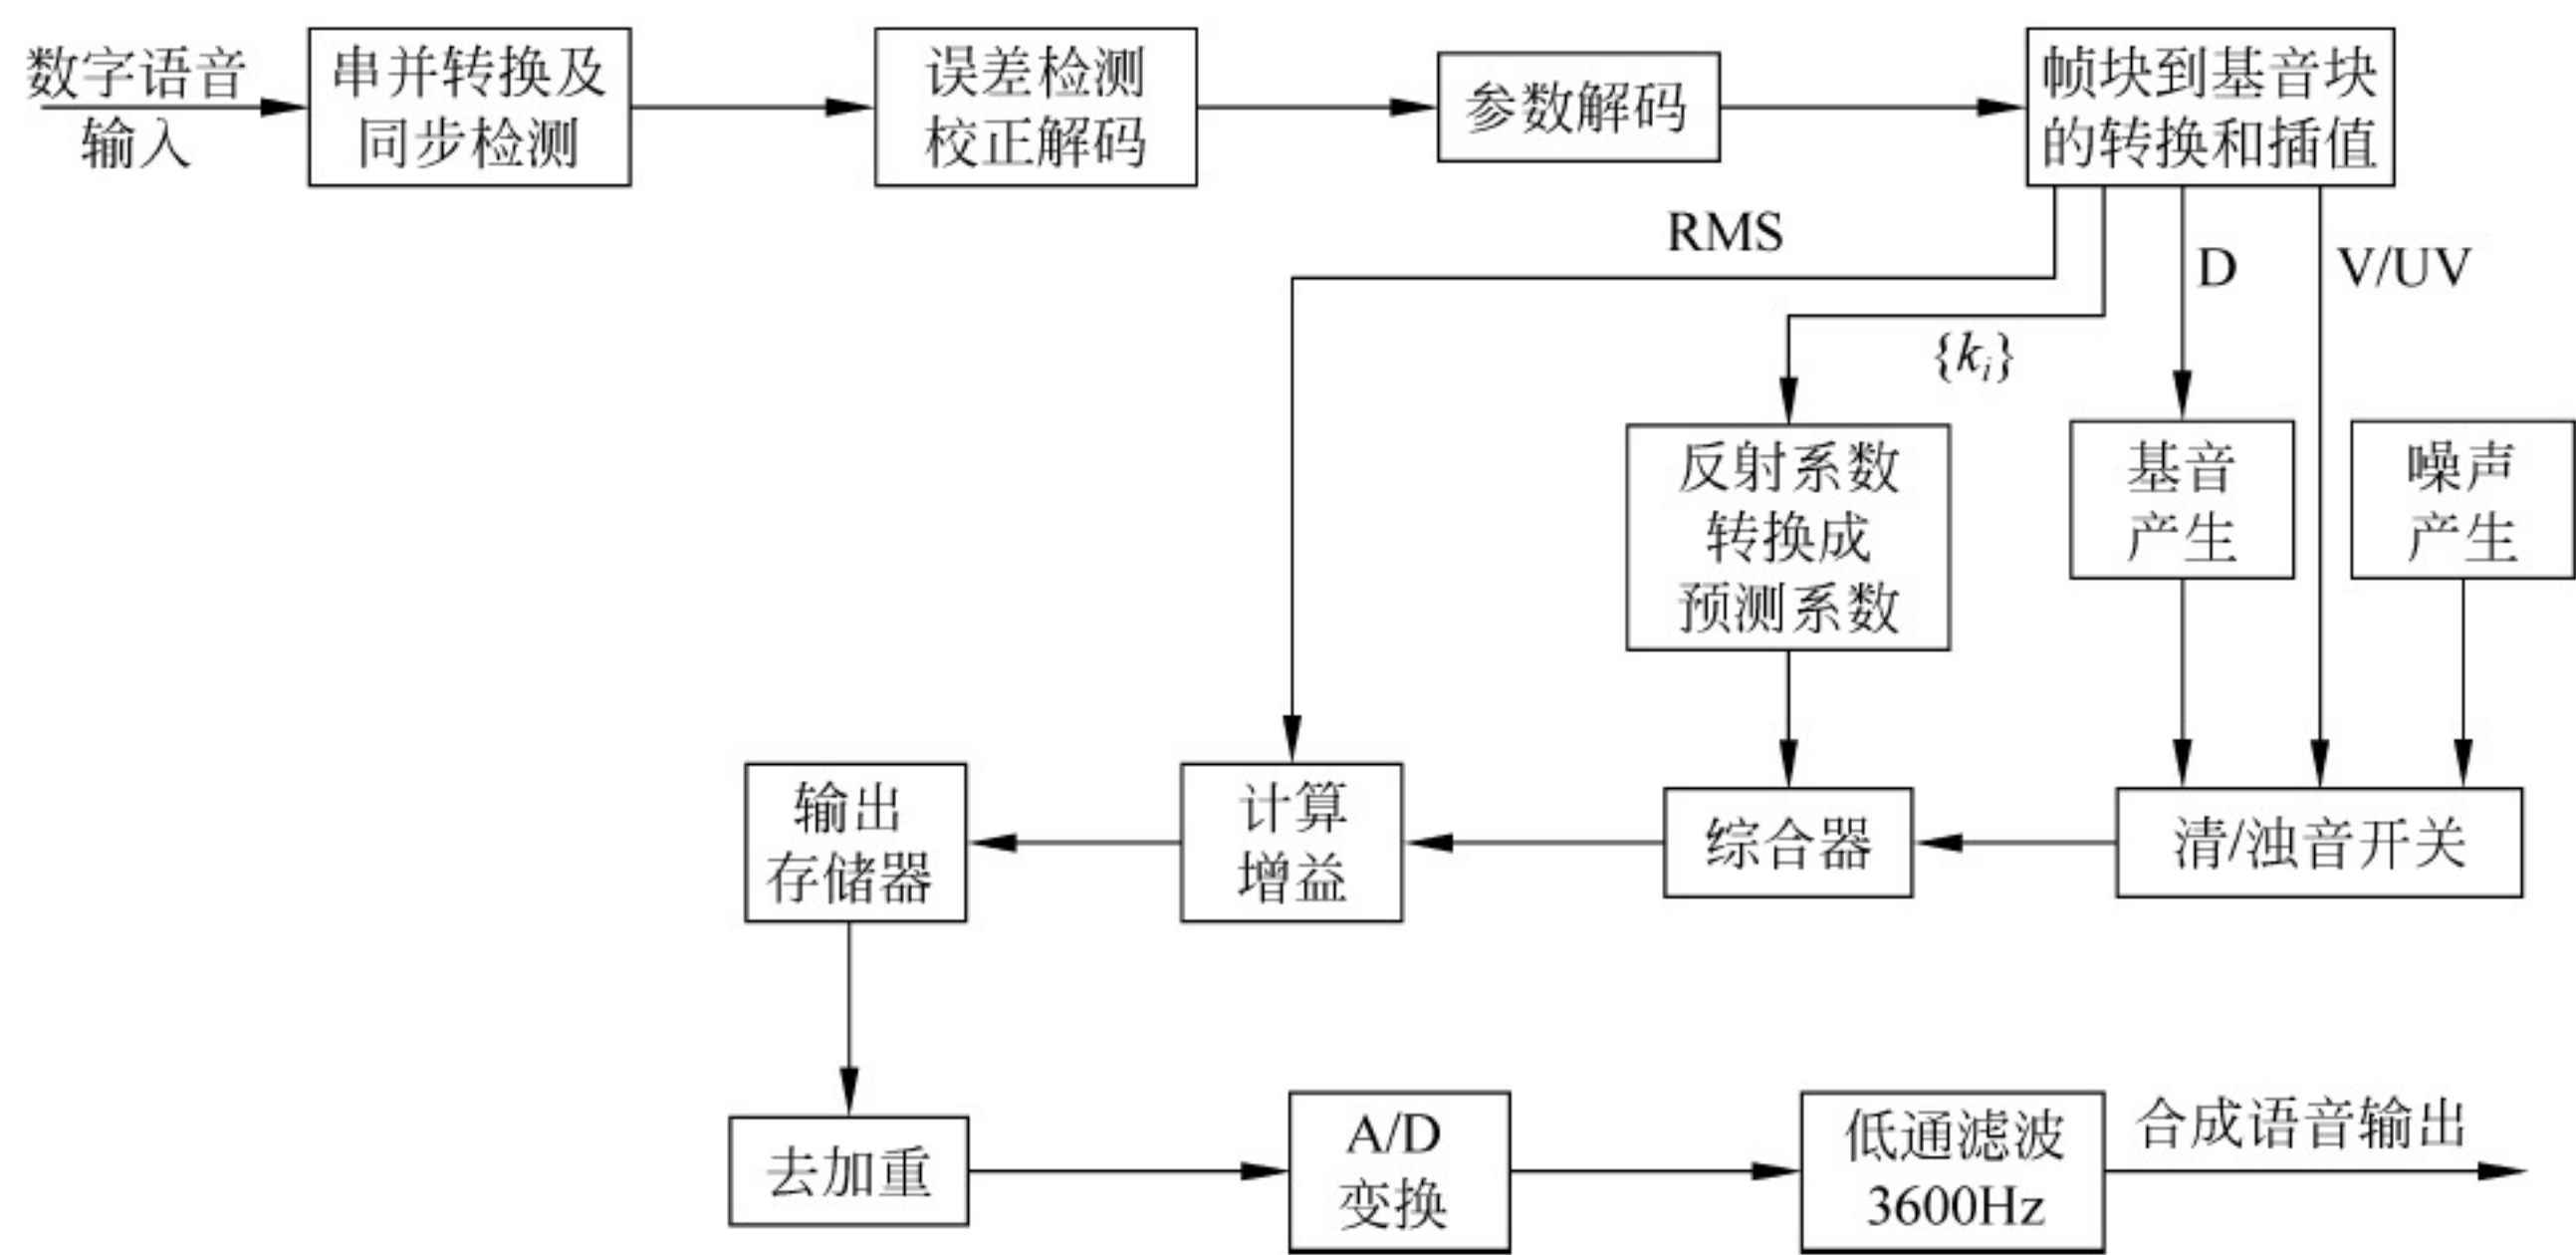 数字语音
输入
串并转换及
同步检测
误差检测
校正解码
参数解码
帧块到基音块
的转换和插值
RMS
D
V/UV
{kᵢ}
反射系数
转换成
预测系数
基音
产生
噪声
产生
输出
存储器
计算
增益
综合器
清/浊音开关
去加重
A/D
变换
低通滤波
3600Hz
合成语音输出